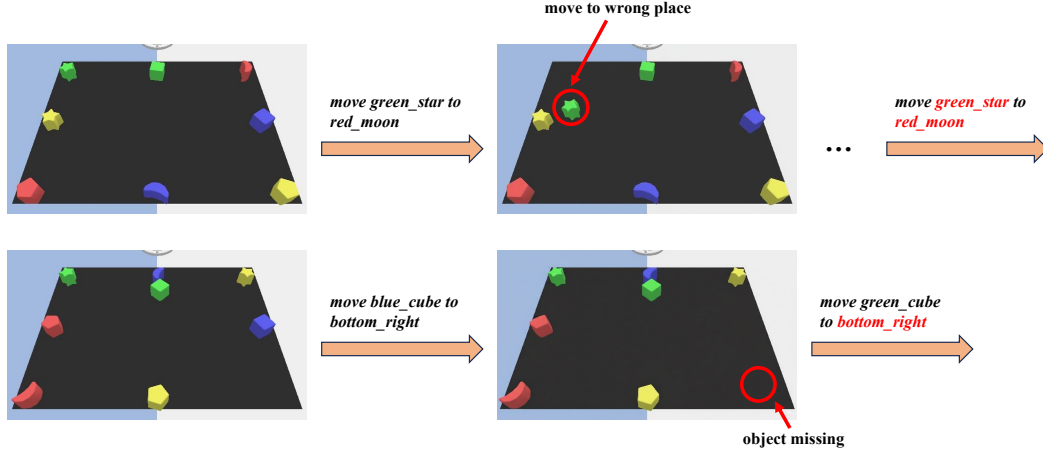 move to wrong place
move green_star to
red_moon
...
move green_star to
red_moon
move blue_cube to
bottom_right
move green_cube
to bottom_right
object missing